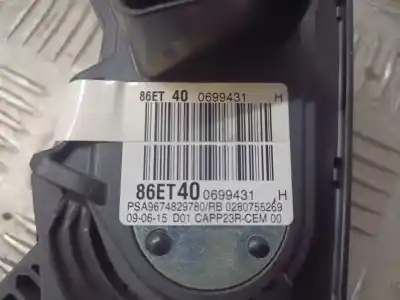 86ET 40 0699431 H
86ET40 0699431 H
PSA9674829780/RB 0280755269
09-06-15 D01 CAPP23R-CEM 00